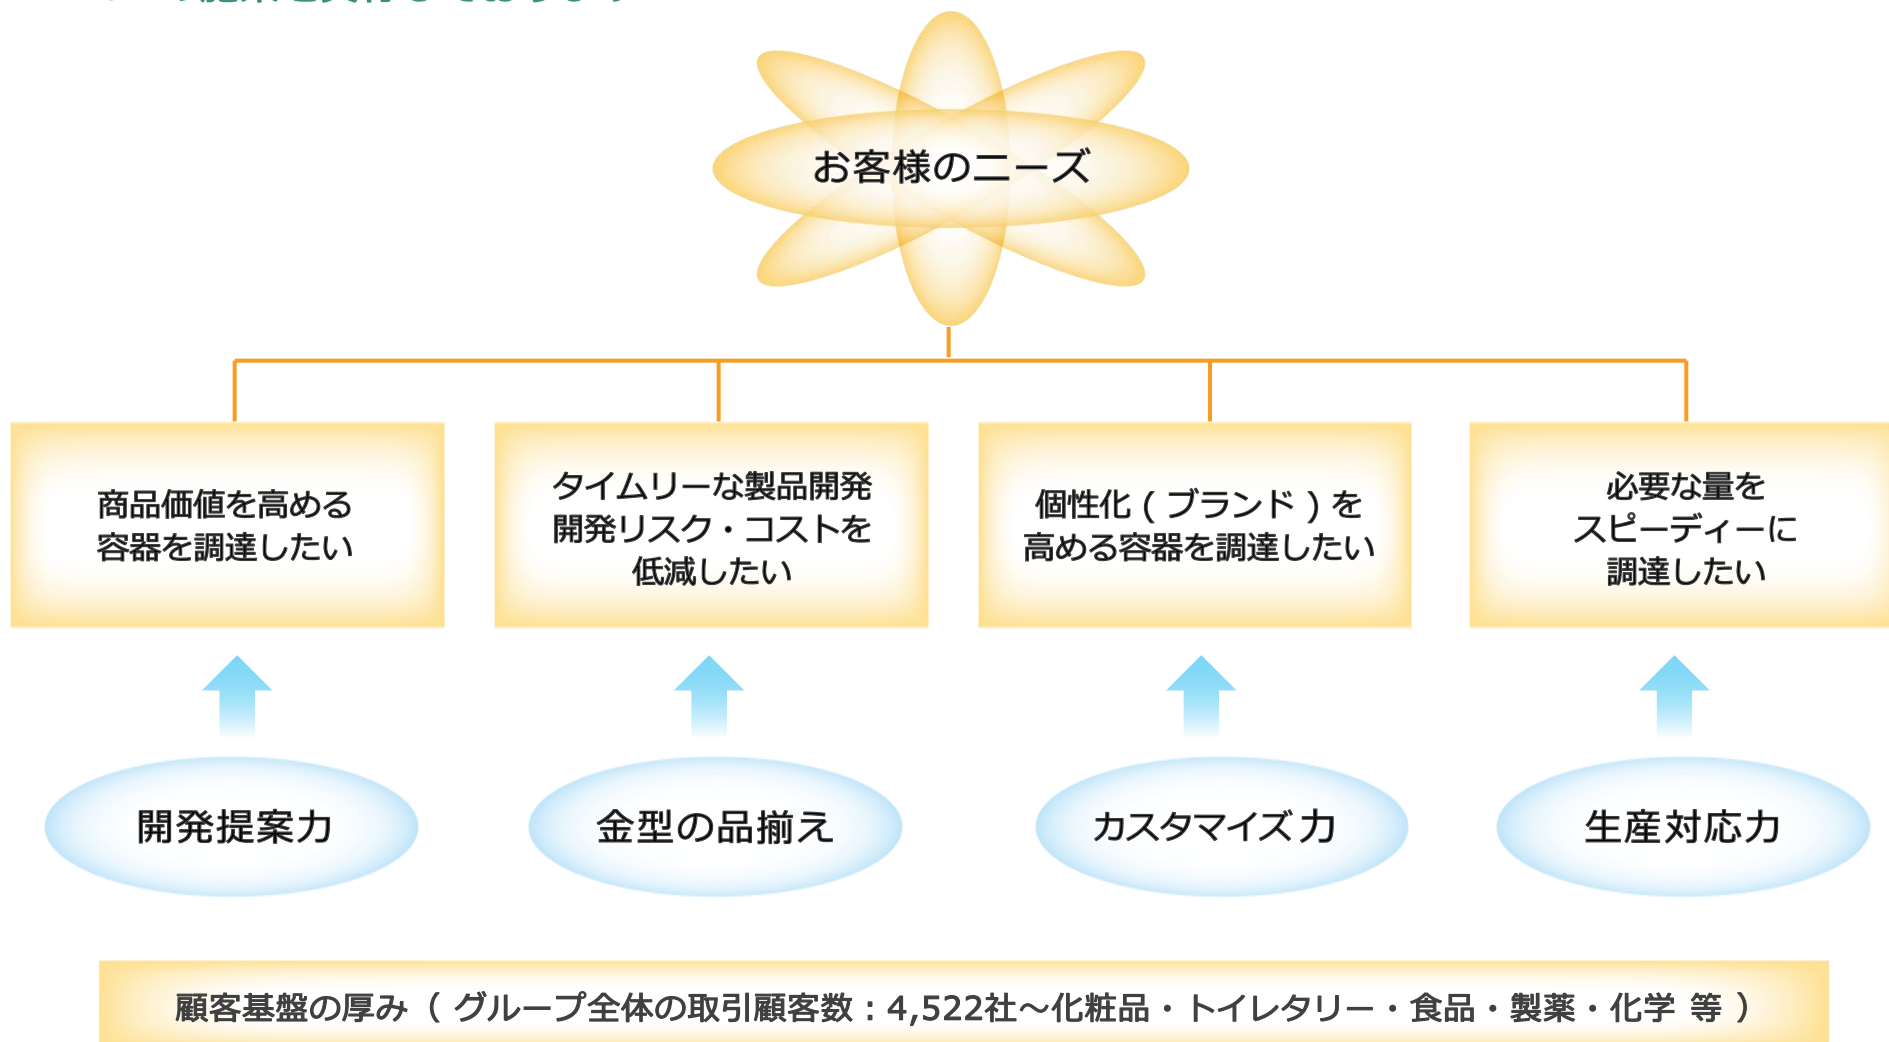 お客様のニーズ
商品価値を高める
容器を調達したい
タイムリーな製品開発
開発リスク・コストを
低減したい
個性化 ( ブランド ) を
高める容器を調達したい
必要な量を
スピーディーに
調達したい
開発提案力
金型の品揃え
カスタマイズ力
生産対応力
顧客基盤の厚み（ グループ全体の取引顧客数：4,522社～化粧品・トイレタリー・食品・製薬・化学 等 ）